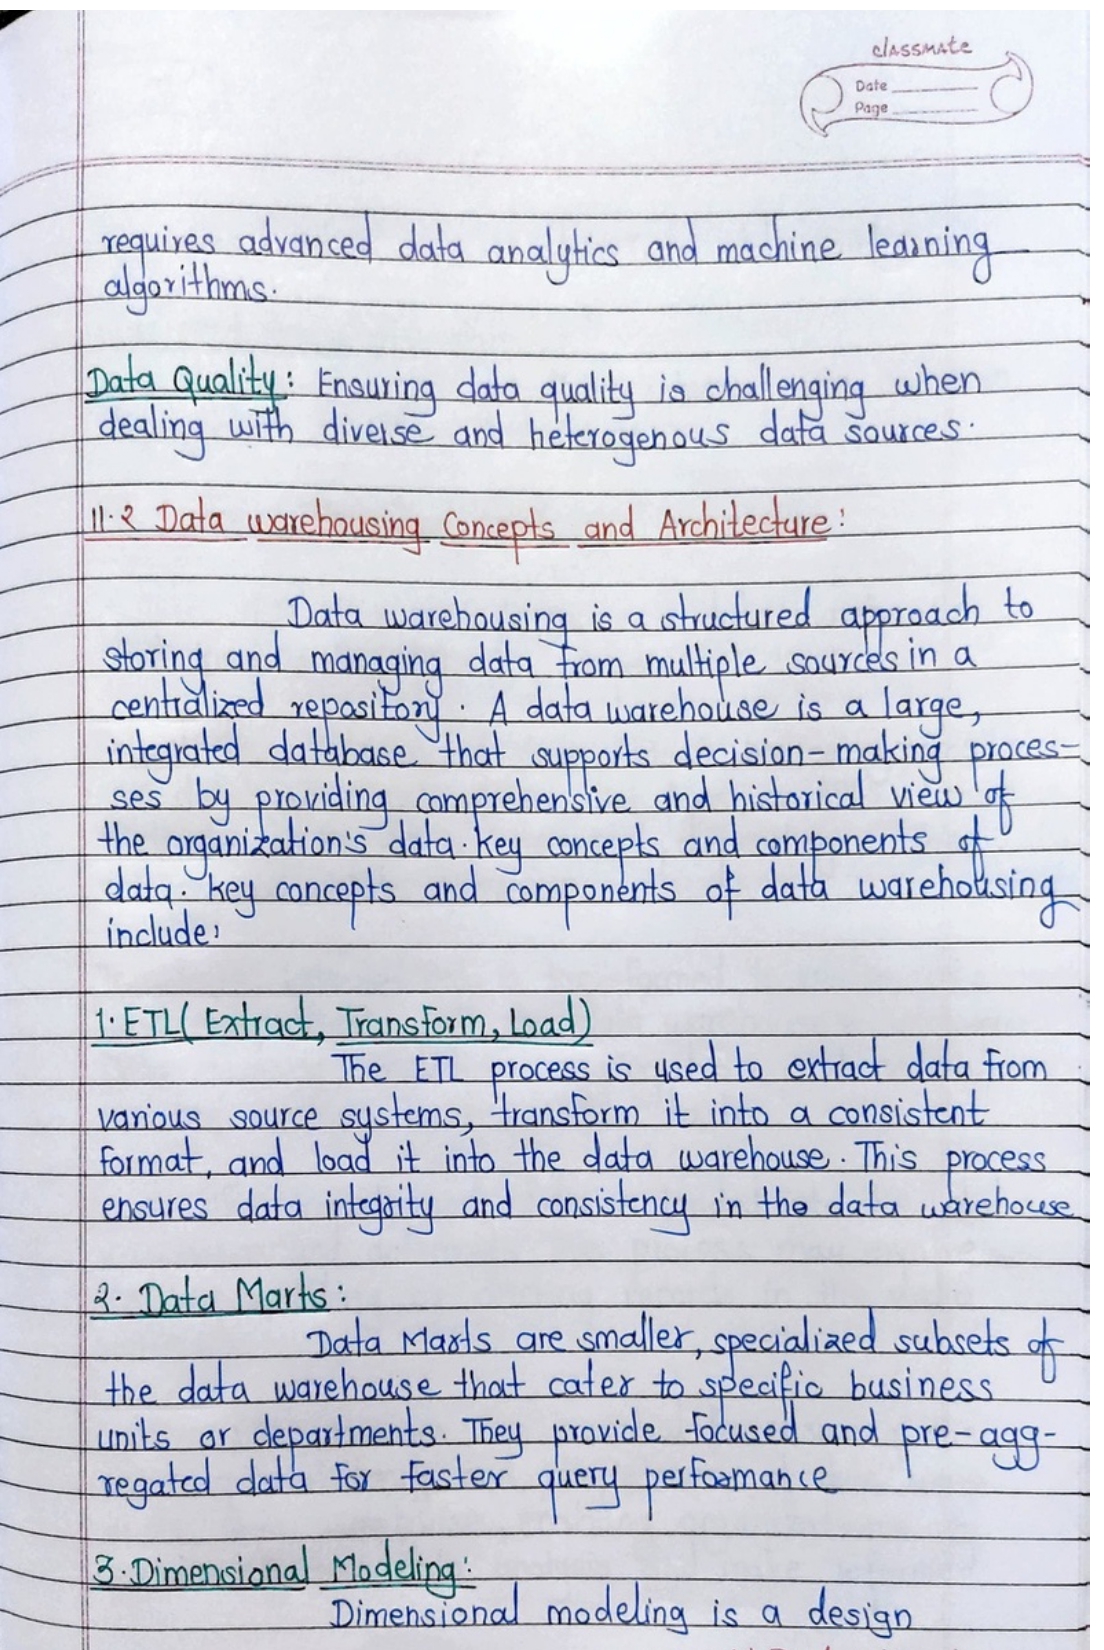 classmate
Date
Page
requires advanced data analytics and machine learning
algorithms.
Data Quality: Ensuring data quality is challenging when
dealing with diverse and heterogenous data sources.
11.2 Data warehousing Concepts and Architecture:
Data warehousing is a structured approach to
storing and managing data from multiple sources in a
centralized repository. A data warehouse is a large,
integrated database that supports decision-making proces-
ses by providing comprehensive and historical view of
the organization's data. key concepts and components of
data. key concepts and components of data warehousing
include:
1. ETL( Extract, Transform, Load)
The ETL process is used to extract data from
various source systems, transform it into a consistent
format, and load it into the data warehouse. This process
ensures data integrity and consistency in the data warehouse
2. Data Marts:
Data Marts are smaller, specialized subsets of
the data warehouse that cater to specific business
units or departments. They provide focused and pre-agg-
regated data for faster query performance
3. Dimensional Modeling:
Dimensional modeling is a design